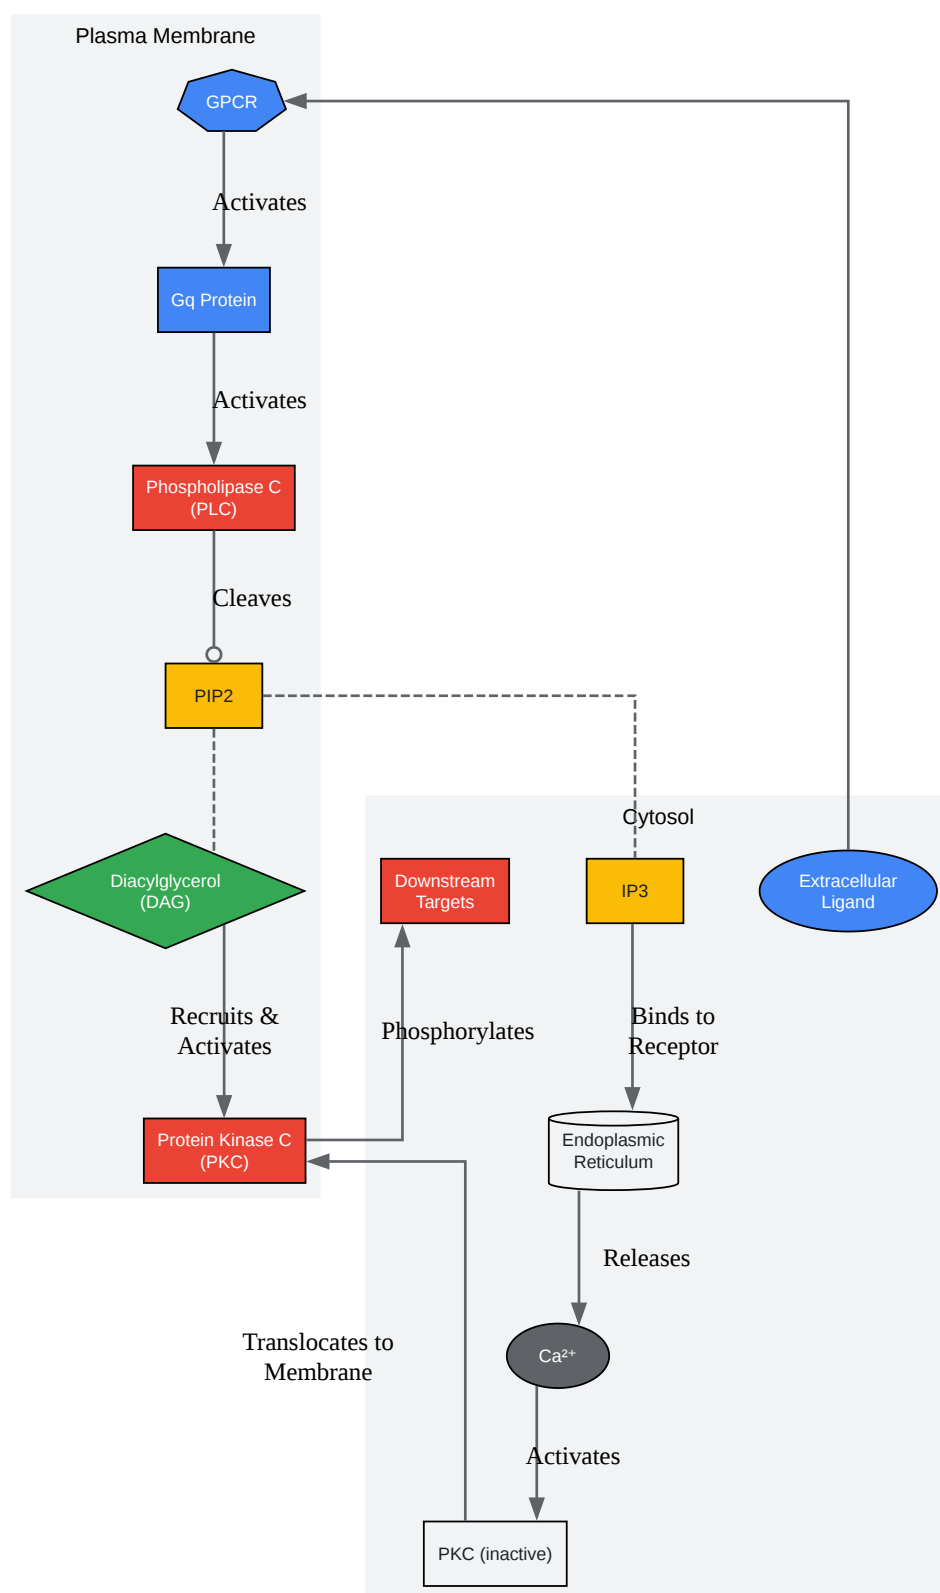 Plasma Membrane
GPCR
Activates
Gq Protein
Activates
Phospholipase C
(PLC)
Cleaves
PIP2
Diacylglycerol
(DAG)
Recruits &
Activates
Protein Kinase C
(PKC)
Cytosol
Downstream
Targets
IP3
Extracellular
Ligand
Phosphorylates
Binds to
Receptor
Endoplasmic
Reticulum
Releases
Translocates to
Membrane
Ca²⁺
Activates
PKC (inactive)